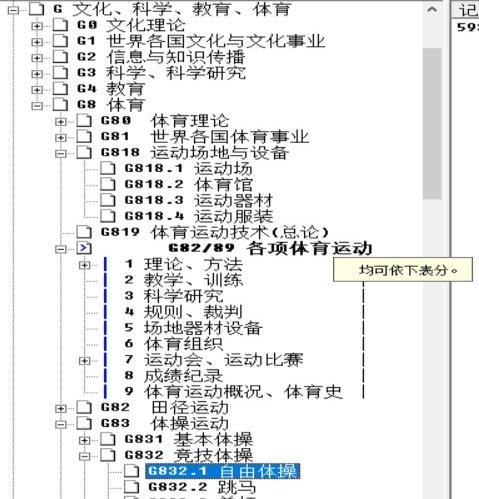 G 文化、科学、教育、体育
记
G0 文化理论
59
G1 世界各国文化与文化事业
G2 信息与知识传播
G3 科学、科学研究
G4 教育
G8 体育
G80 体育理论
G81 世界各国体育事业
G818 运动场地与设备
G818.1 运动场
G818.2 体育馆
G818.3 运动器材
G818.4 运动服装
G819 体育运动技术(总论)
G82/89 各项体育运动
1 理论、方法
均可依下表分。
2 教学、训练
3 科学研究
4 规则、裁判
5 场地器材设备
6 体育组织
7 运动会、运动比赛
8 成绩纪录
9 体育运动概况、体育史
G82 田径运动
G83 体操运动
G831 基本体操
G832 竞技体操
G832.1 自由体操
G832.2 跳马